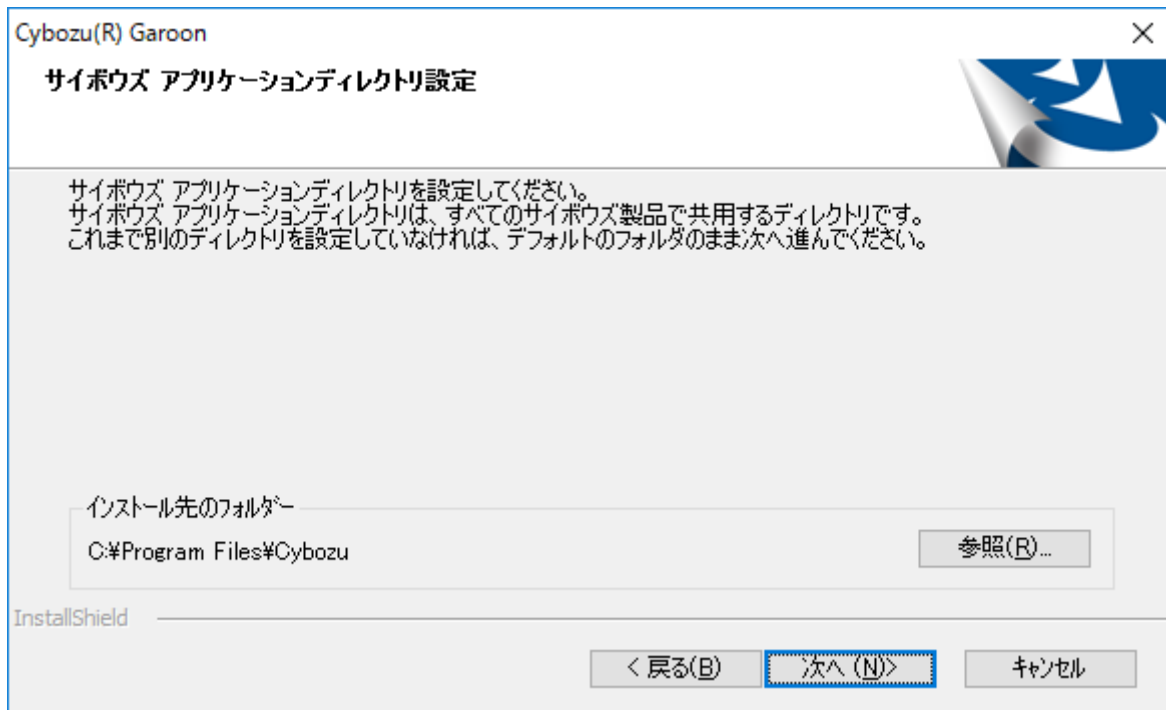 Cybozu(R) Garoon
サイボウズ アプリケーションディレクトリ設定
サイボウズ アプリケーションディレクトリを設定してください。
サイボウズ アプリケーションディレクトリは、すべてのサイボウズ製品で共用するディレクトリです。
これまで別のディレクトリを設定していなければ、デフォルトのフォルダのまま次へ進んでください。
インストール先のフォルダー
C:¥Program Files¥Cybozu
参照(R)...
InstallShield
< 戻る(B)
次へ (N)>
キャンセル